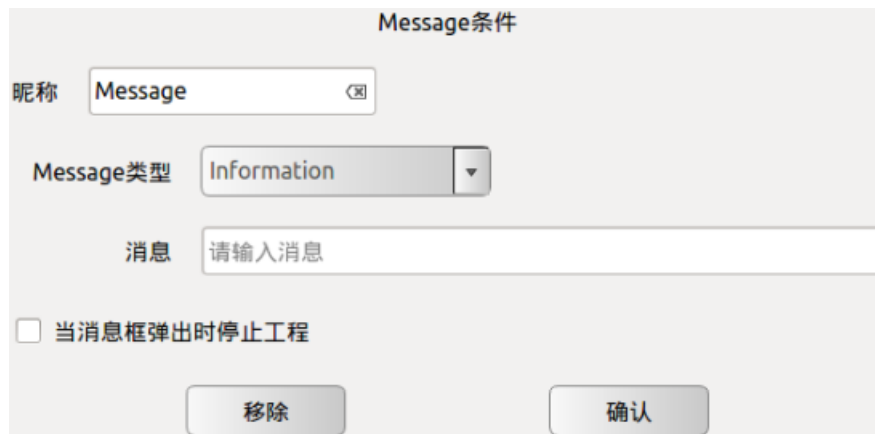 Message条件
昵称 Message
Message类型 Information
消息 请输入消息
当消息框弹出时停止工程
移除 确认